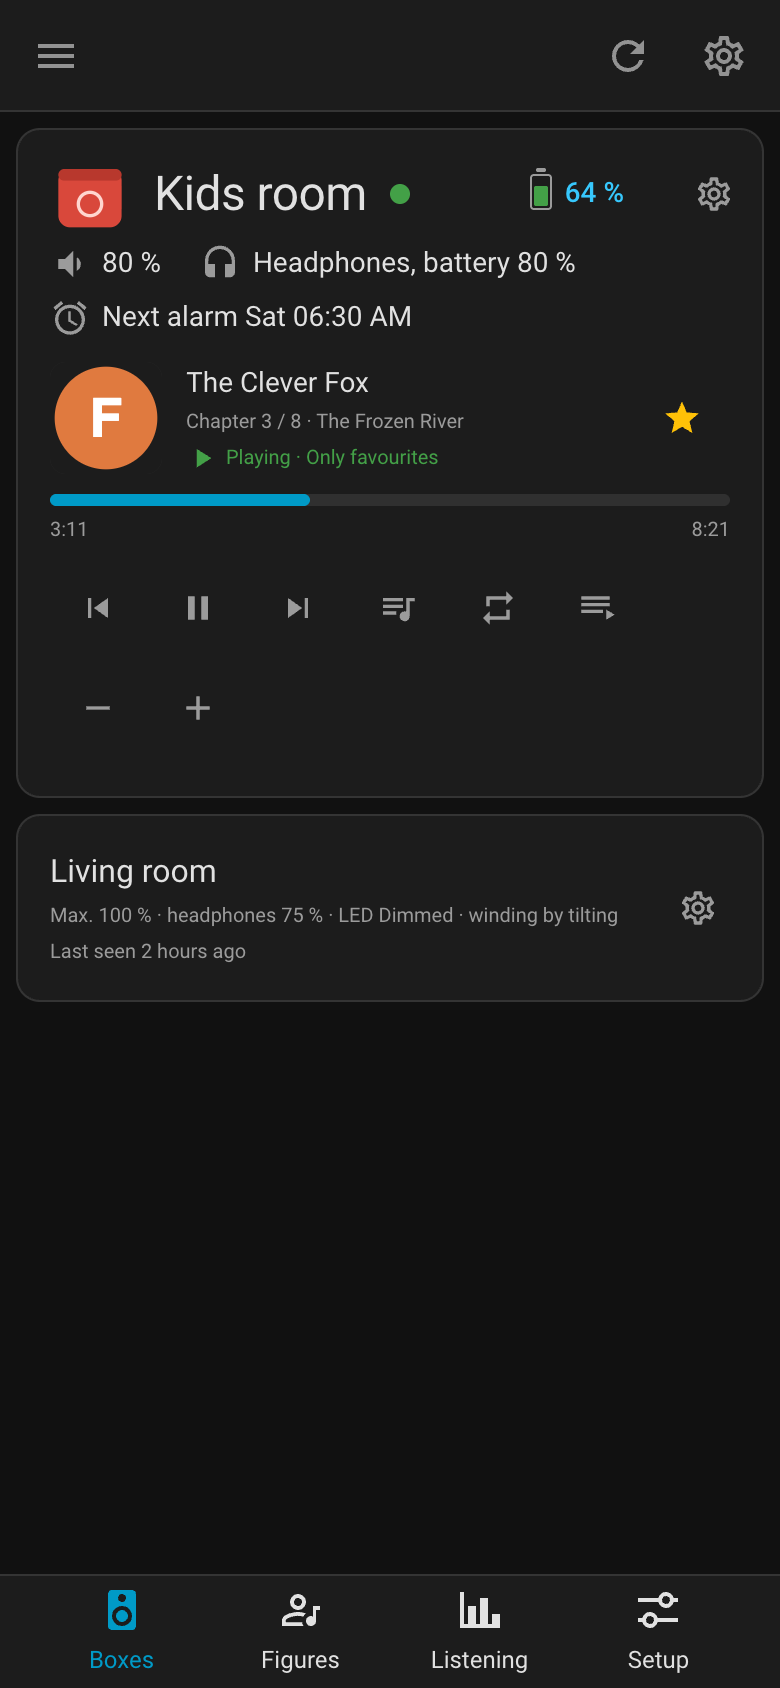 Kids room
64 %
80 %
Headphones, battery 80 %
Next alarm Sat 06:30 AM
F
The Clever Fox
Chapter 3 / 8 · The Frozen River
Playing · Only favourites
3:11
8:21
Living room
Max. 100 % · headphones 75 % · LED Dimmed · winding by tilting
Last seen 2 hours ago
Boxes
Figures
Listening
Setup